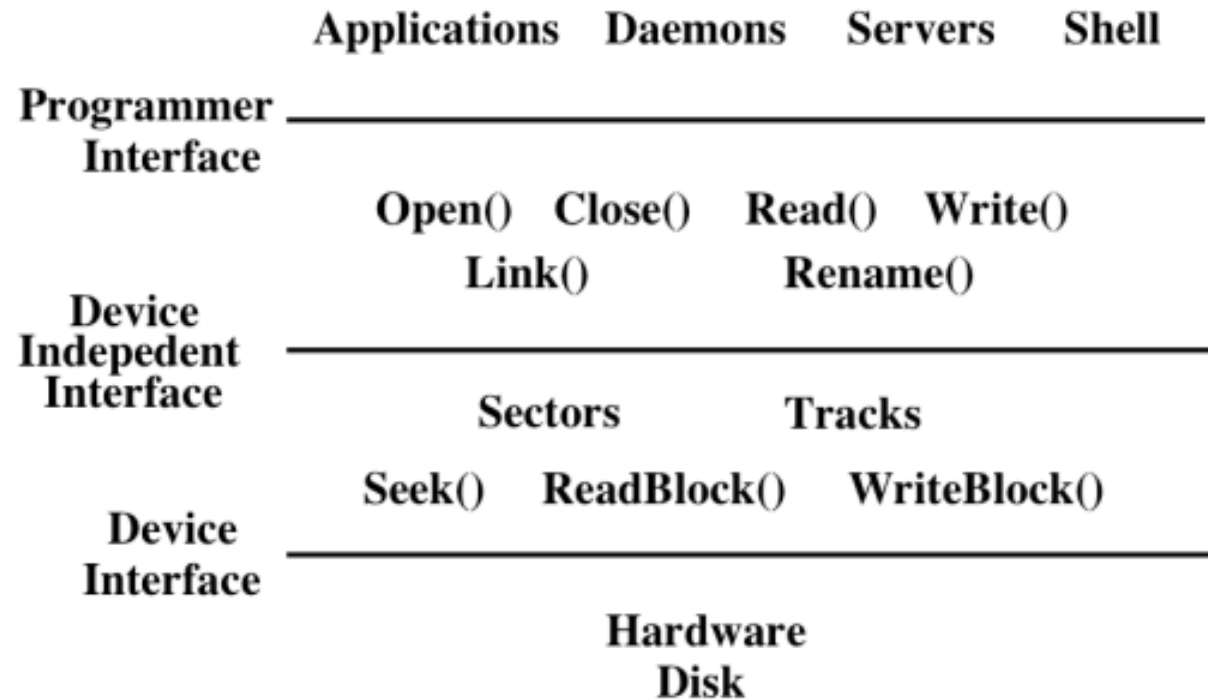 Applications Daemons Servers Shell
Programmer
Interface
Open() Close() Read() Write()
Link() Rename()
Device
Indepedent
Interface
Sectors Tracks
Seek() ReadBlock() WriteBlock()
Device
Interface
Hardware
Disk